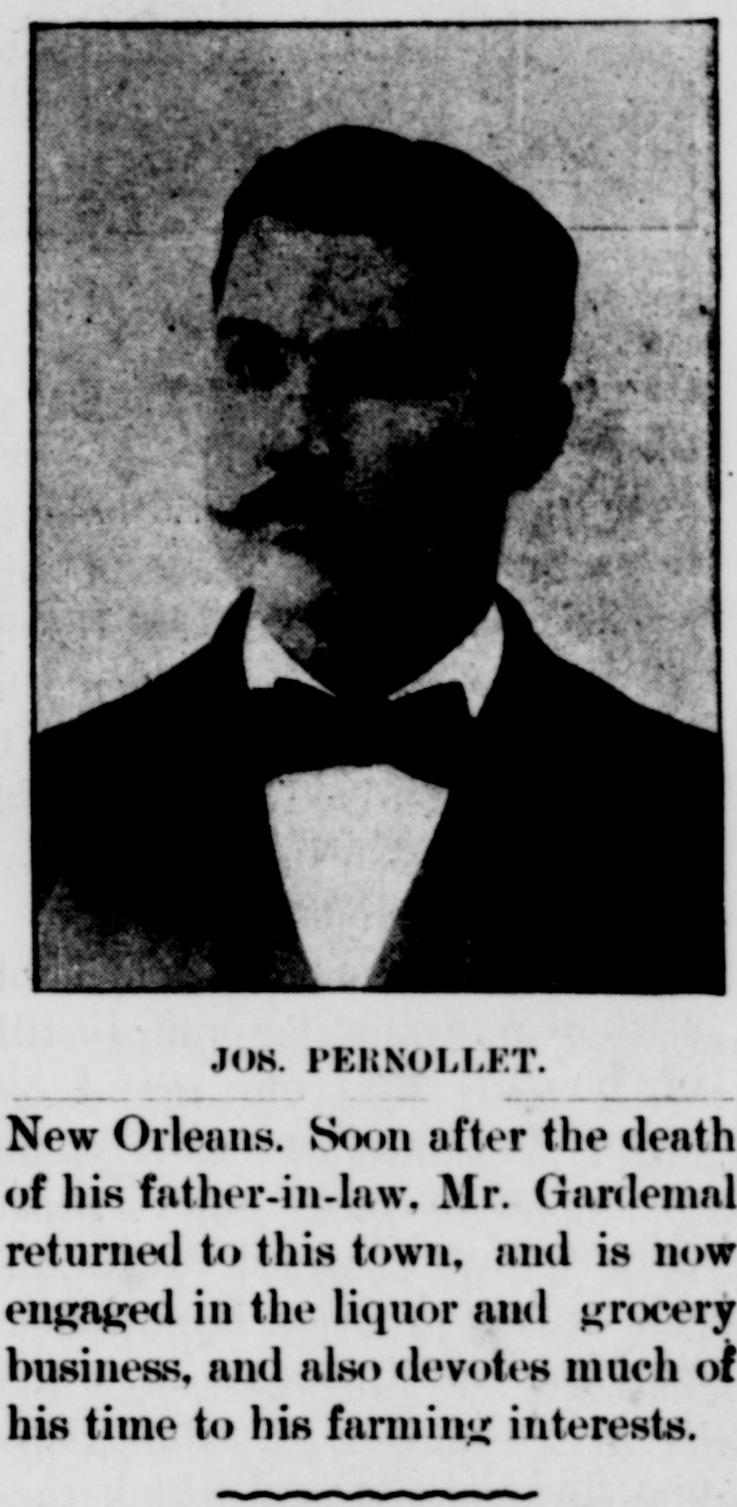 JOS. PERNOLLET.
New Orleans. Soon after the death
of his father-in-law, Mr. Gardemal
returned to this town, and is now
engaged in the liquor and grocery
business, and also devotes much of
his time to his farming interests.